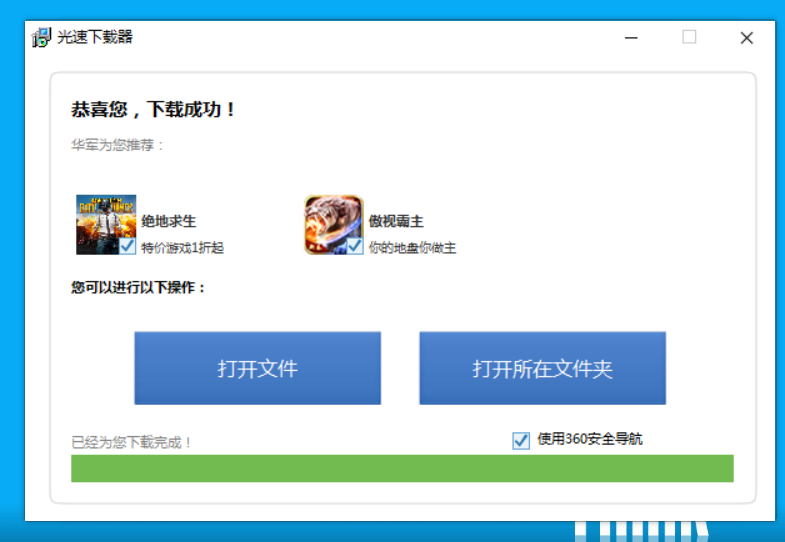 光速下载器
恭喜您，下载成功！
华军为您推荐：
绝地求生
特价游戏1折起
傲视霸主
你的地盘你做主
您可以进行以下操作：
打开文件
打开所在文件夹
已经为您下载完成！
使用360安全导航